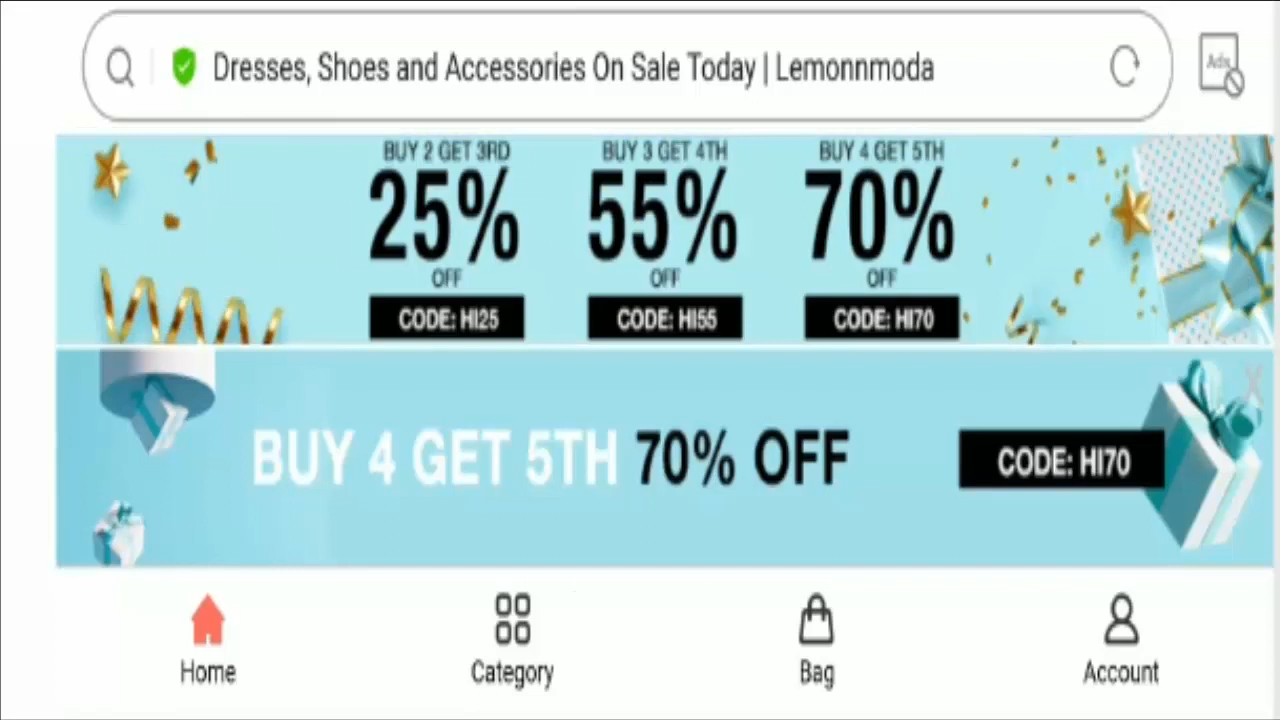 Dresses, Shoes and Accessories On Sale Today | Lemonnmoda
Ads
BUY 2 GET 3RD BUY 3 GET 4TH BUY 4 GET 5TH
25% 55% 70%
OFF OFF OFF
CODE: HI25 CODE: HI55 CODE: HI70
BUY 4 GET 5TH 70% OFF CODE: HI70
X
Home Category Bag Account